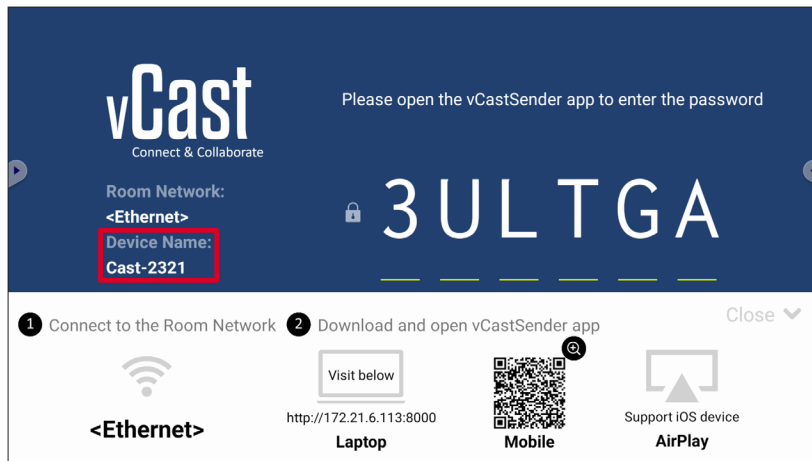 vCast
Connect & Collaborate
Please open the vCastSender app to enter the password
Room Network:
<Ethernet>
Device Name:
Cast-2321
3ULTGA
Close
1 Connect to the Room Network
2 Download and open vCastSender app
<Ethernet>
Visit below
http://172.21.6.113:8000
Laptop
Mobile
Support iOS device
AirPlay